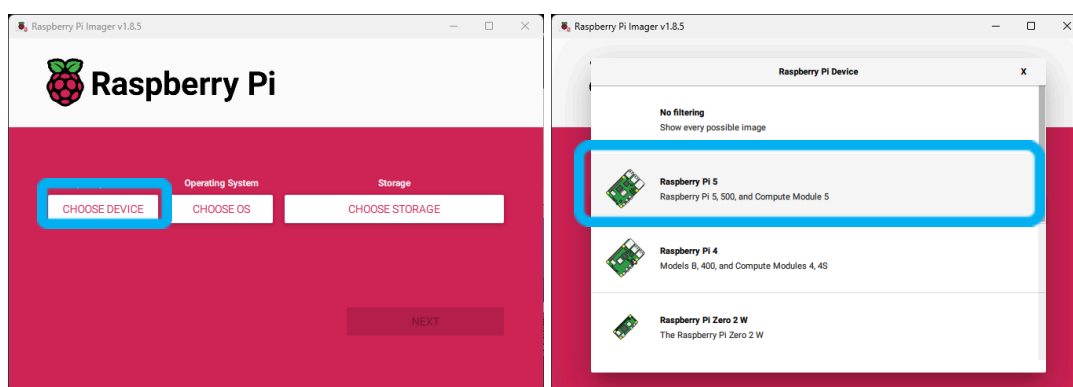 Raspberry Pi Imager v1.8.5
Raspberry Pi
Operating System
Storage
CHOOSE DEVICE
CHOOSE OS
CHOOSE STORAGE
NEXT
Raspberry Pi Imager v1.8.5
Raspberry Pi Device
X
No filtering
Show every possible image
Raspberry Pi 5
Raspberry Pi 5, 500, and Compute Module 5
Raspberry Pi 4
Models B, 400, and Compute Modules 4, 4S
Raspberry Pi Zero 2 W
The Raspberry Pi Zero 2 W